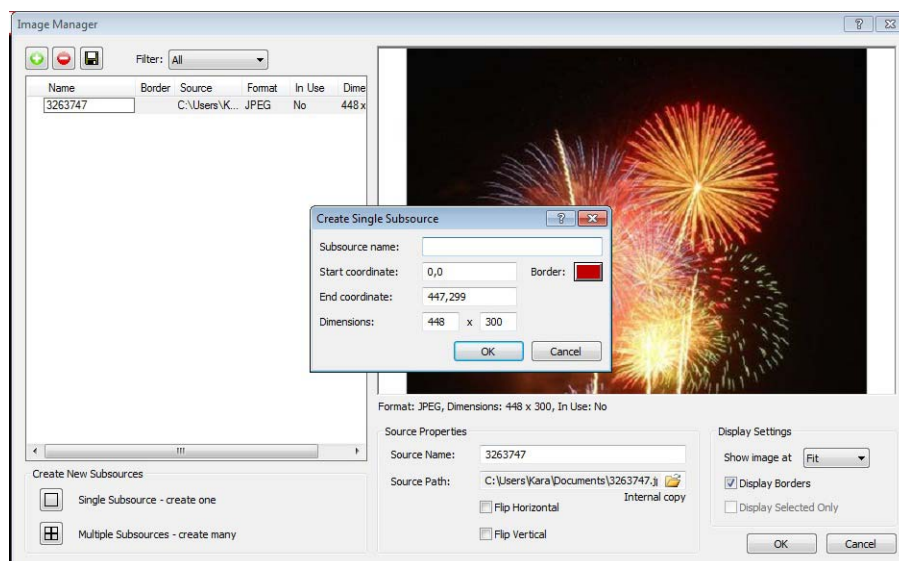 Image Manager
Filter: All
Name Border Source Format In Use Dime
3263747 C:\Users\K... JPEG No 448 x
Create Single Subsource
Subsource name:
Start coordinate: 0,0 Border:
End coordinate: 447,299
Dimensions: 448 x 300
OK Cancel
Format: JPEG, Dimensions: 448 x 300, In Use: No
Source Properties
Source Name: 3263747
Source Path: C:\Users\Kara\Documents\3263747.j
Internal copy
Flip Horizontal
Flip Vertical
Display Settings
Show image at Fit
Display Borders
Display Selected Only
Create New Subsources
Single Subsource - create one
Multiple Subsources - create many
OK Cancel